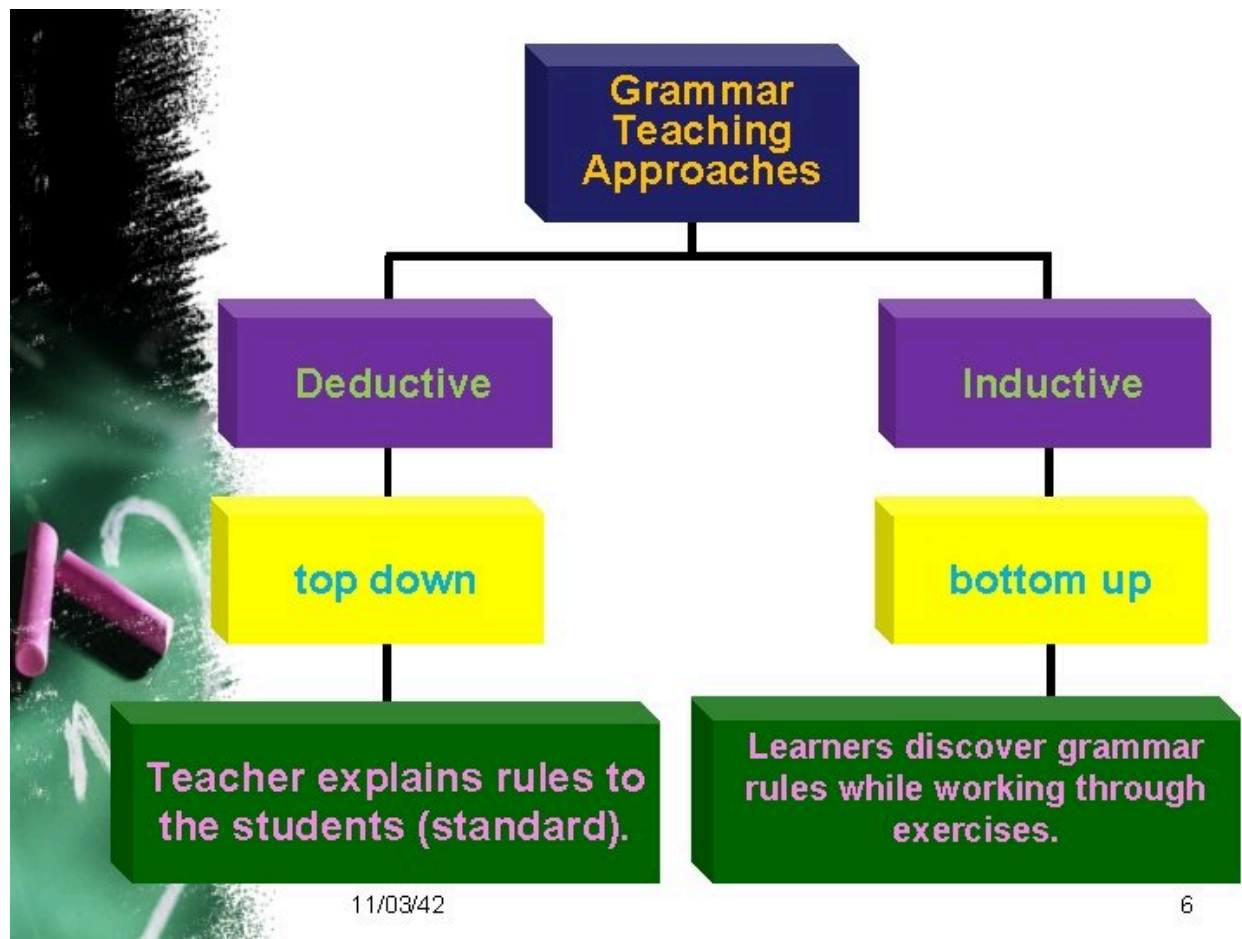 Grammar
Teaching
Approaches
Deductive
Inductive
top down
bottom up
Teacher explains rules to
the students (standard).
Learners discover grammar
rules while working through
exercises.
11/03/42
6